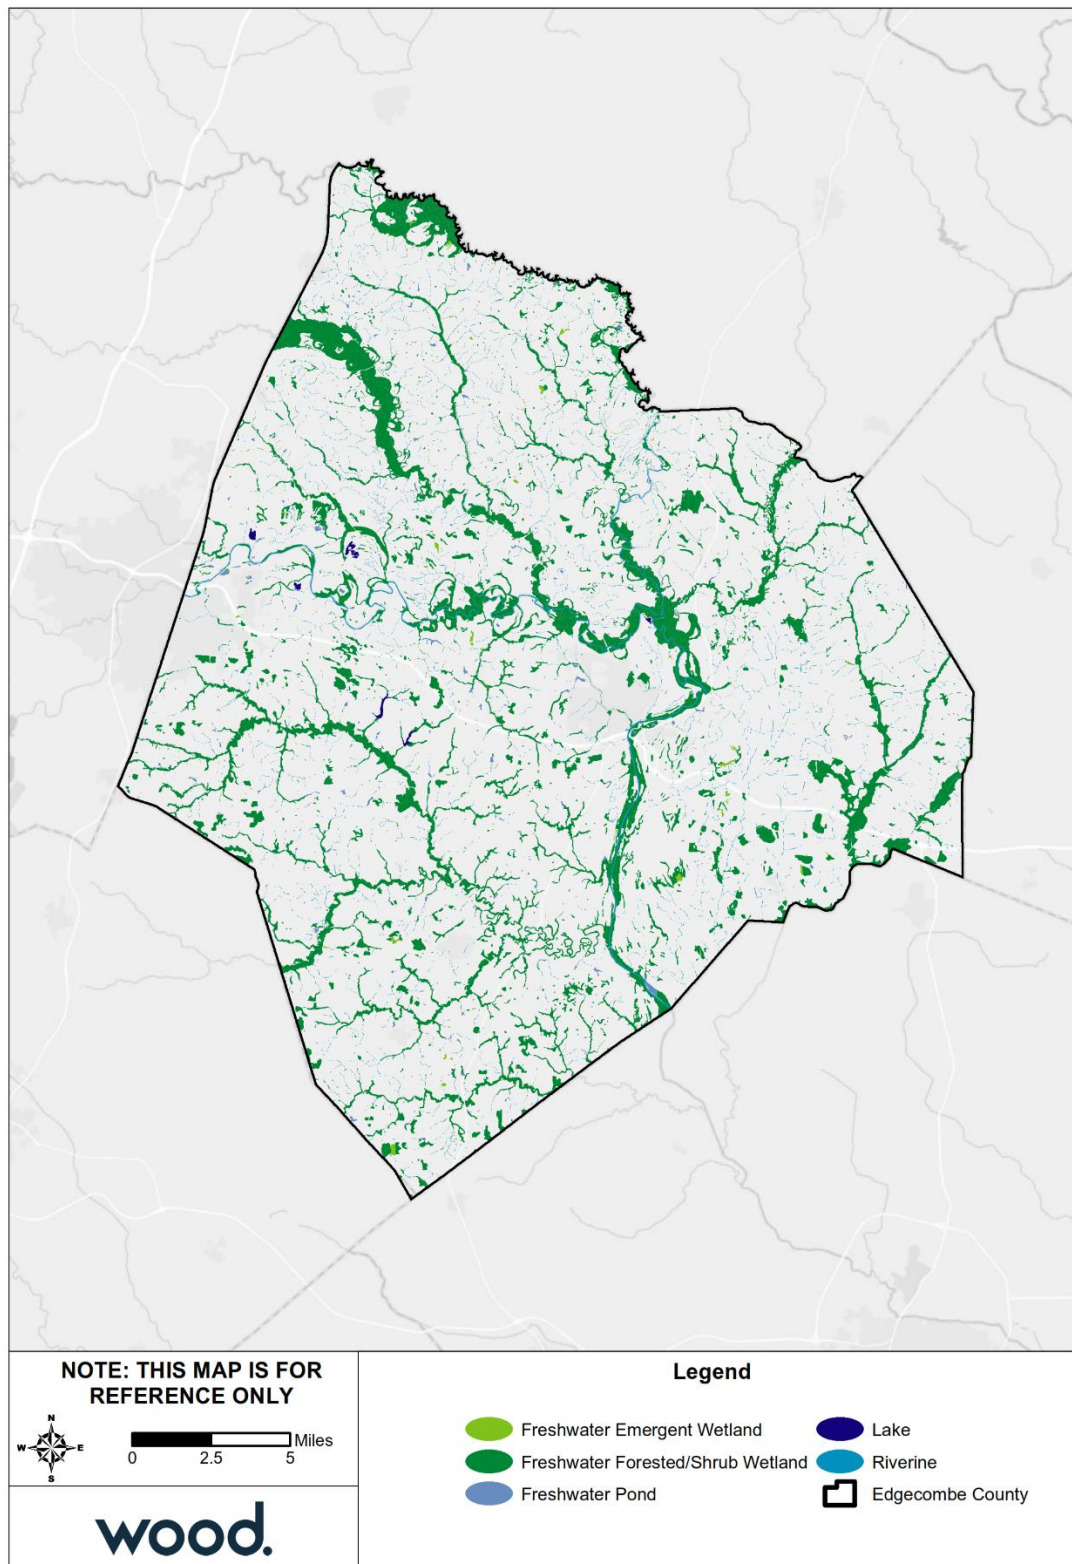 NOTE: THIS MAP IS FOR
REFERENCE ONLY
N
W E
S
Miles
0 2.5 5
wood.
Legend
Freshwater Emergent Wetland
Freshwater Forested/Shrub Wetland
Freshwater Pond
Lake
Riverine
Edgecombe County